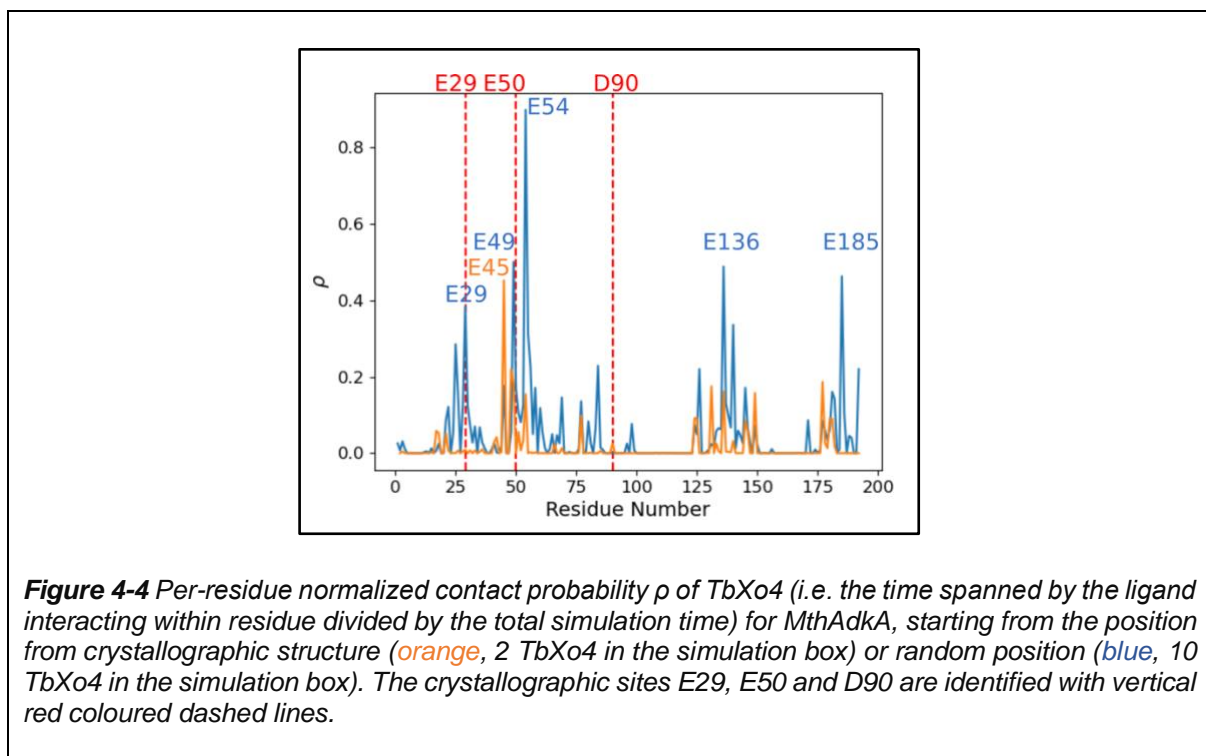 E29 E50 D90
E54
0.8
0.6
E49 E136 E185
E45
0.4
E29
ρ
0.2
0.0
0 25 50 75 100 125 150 175 200
Residue Number
Figure 4-4 Per-residue normalized contact probability ρ of TbXo4 (i.e. the time spanned by the ligand
interacting within residue divided by the total simulation time) for MthAdkA, starting from the position
from crystallographic structure (orange, 2 TbXo4 in the simulation box) or random position (blue, 10
TbXo4 in the simulation box). The crystallographic sites E29, E50 and D90 are identified with vertical
red coloured dashed lines.